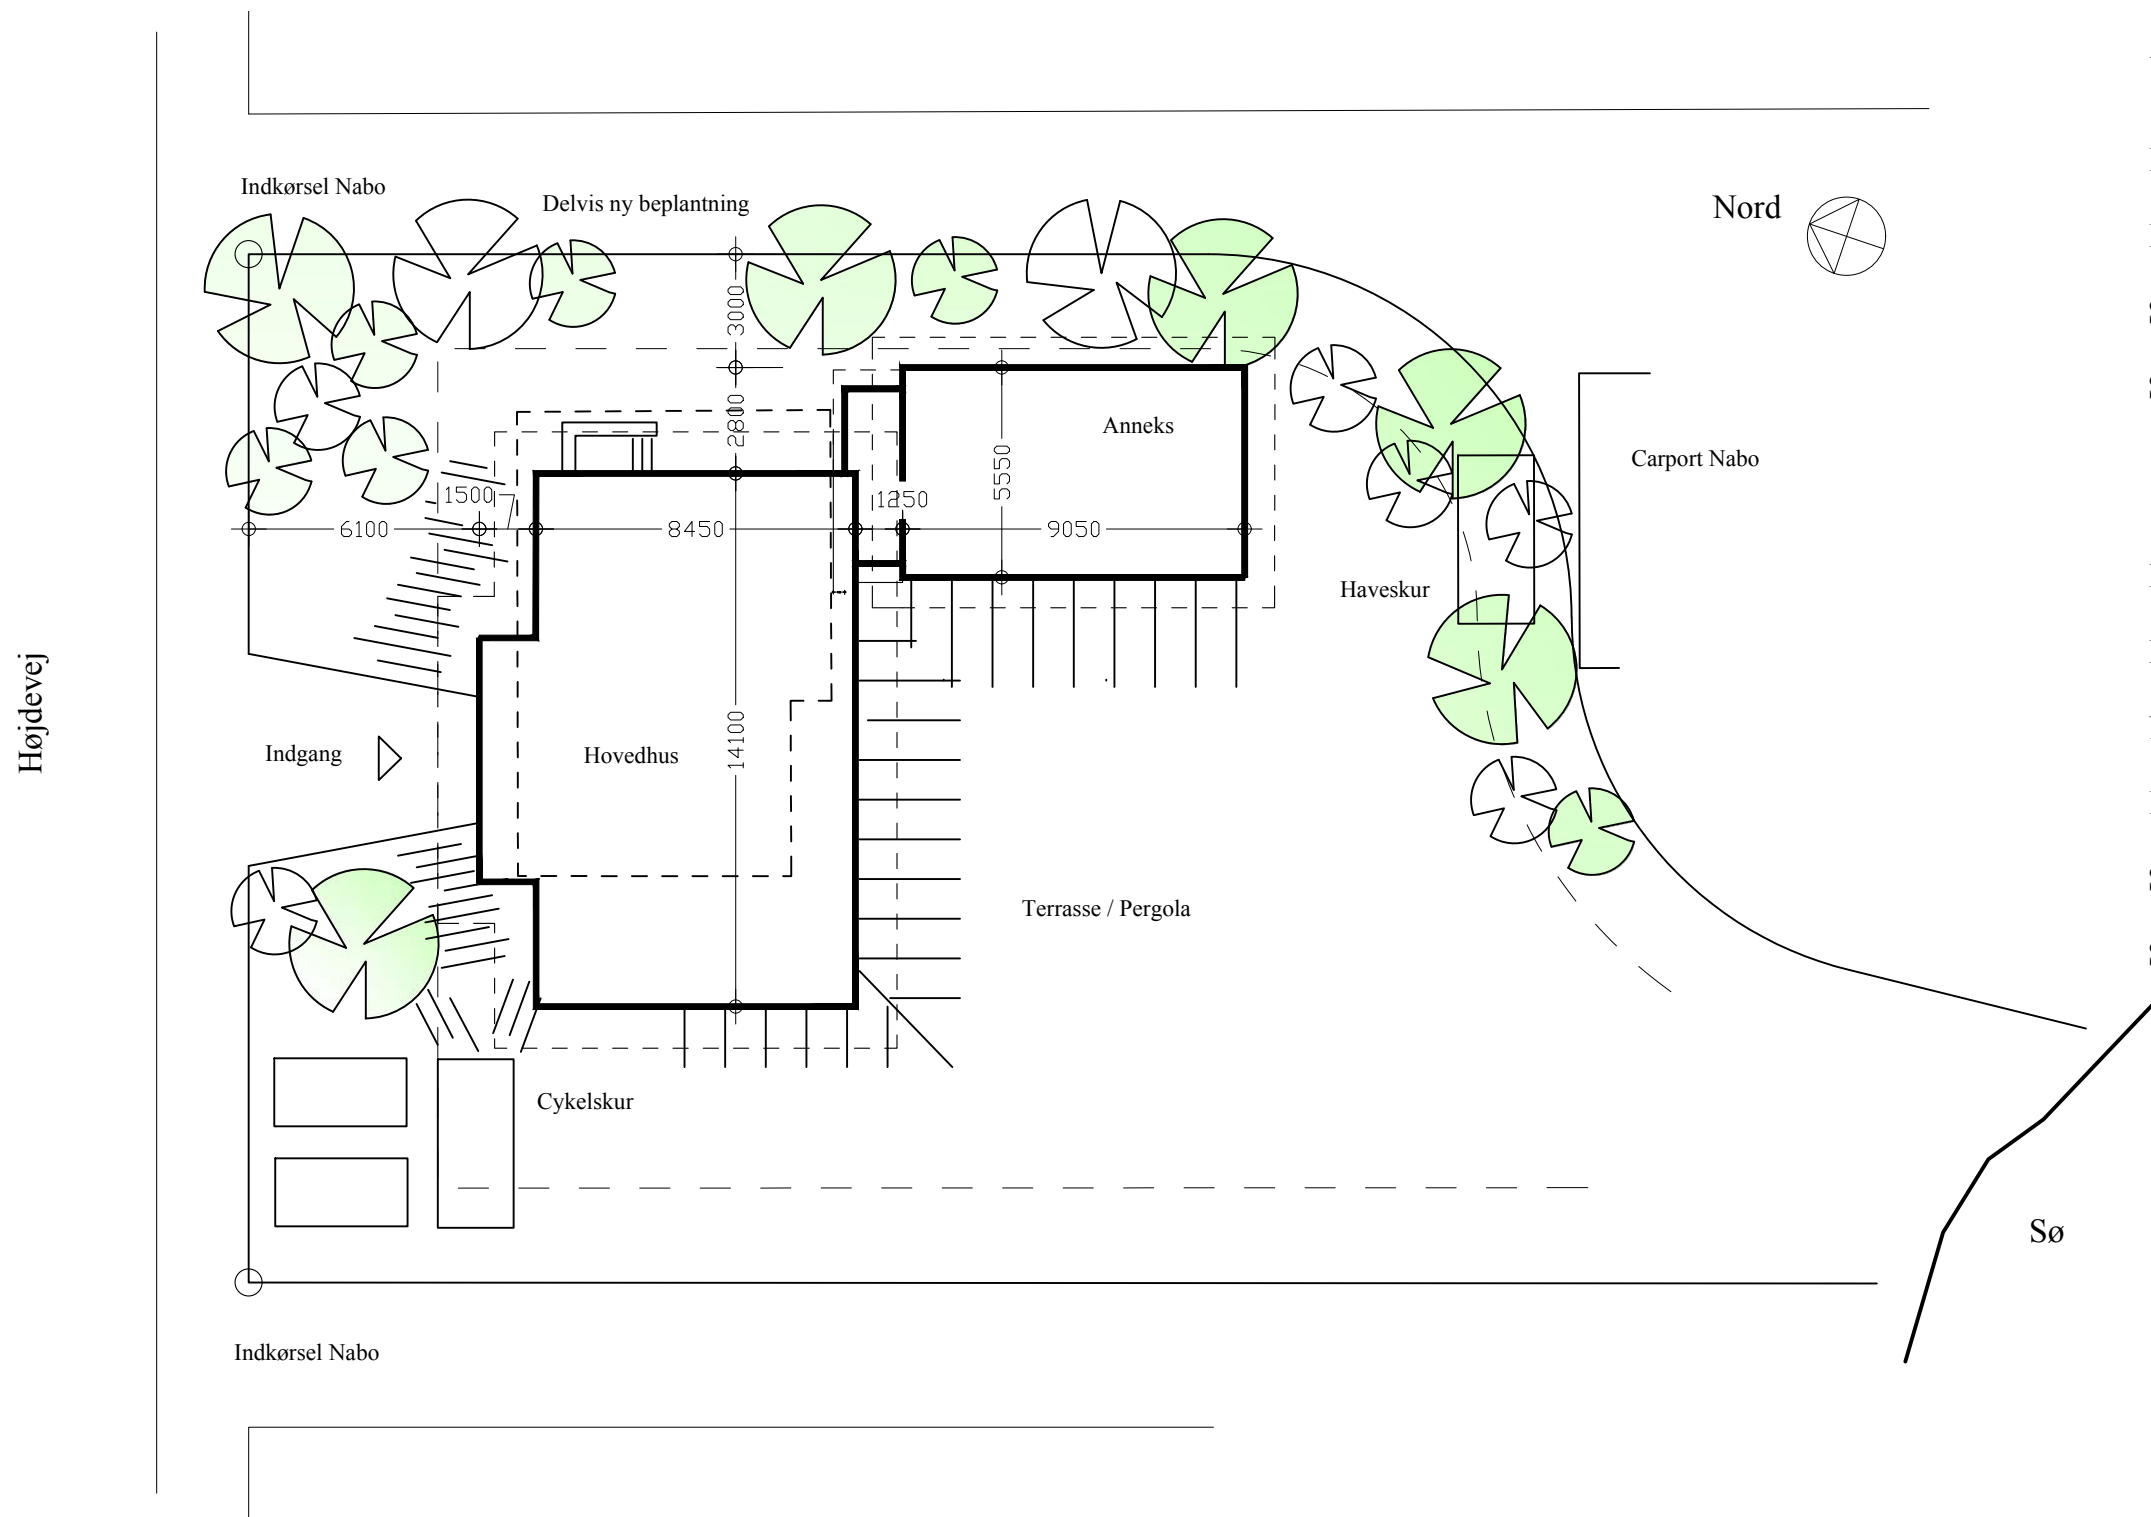 Indkørsel Nabo
Delvis ny beplantning
Nord
3000
2800
Anneks
5550
Carport Nabo
1500
1250
6100
8450
9050
Haveskur
Højdevej
14100
Indgang
Hovedhus
Terrasse / Pergola
Cykelskur
Sø
Indkørsel Nabo